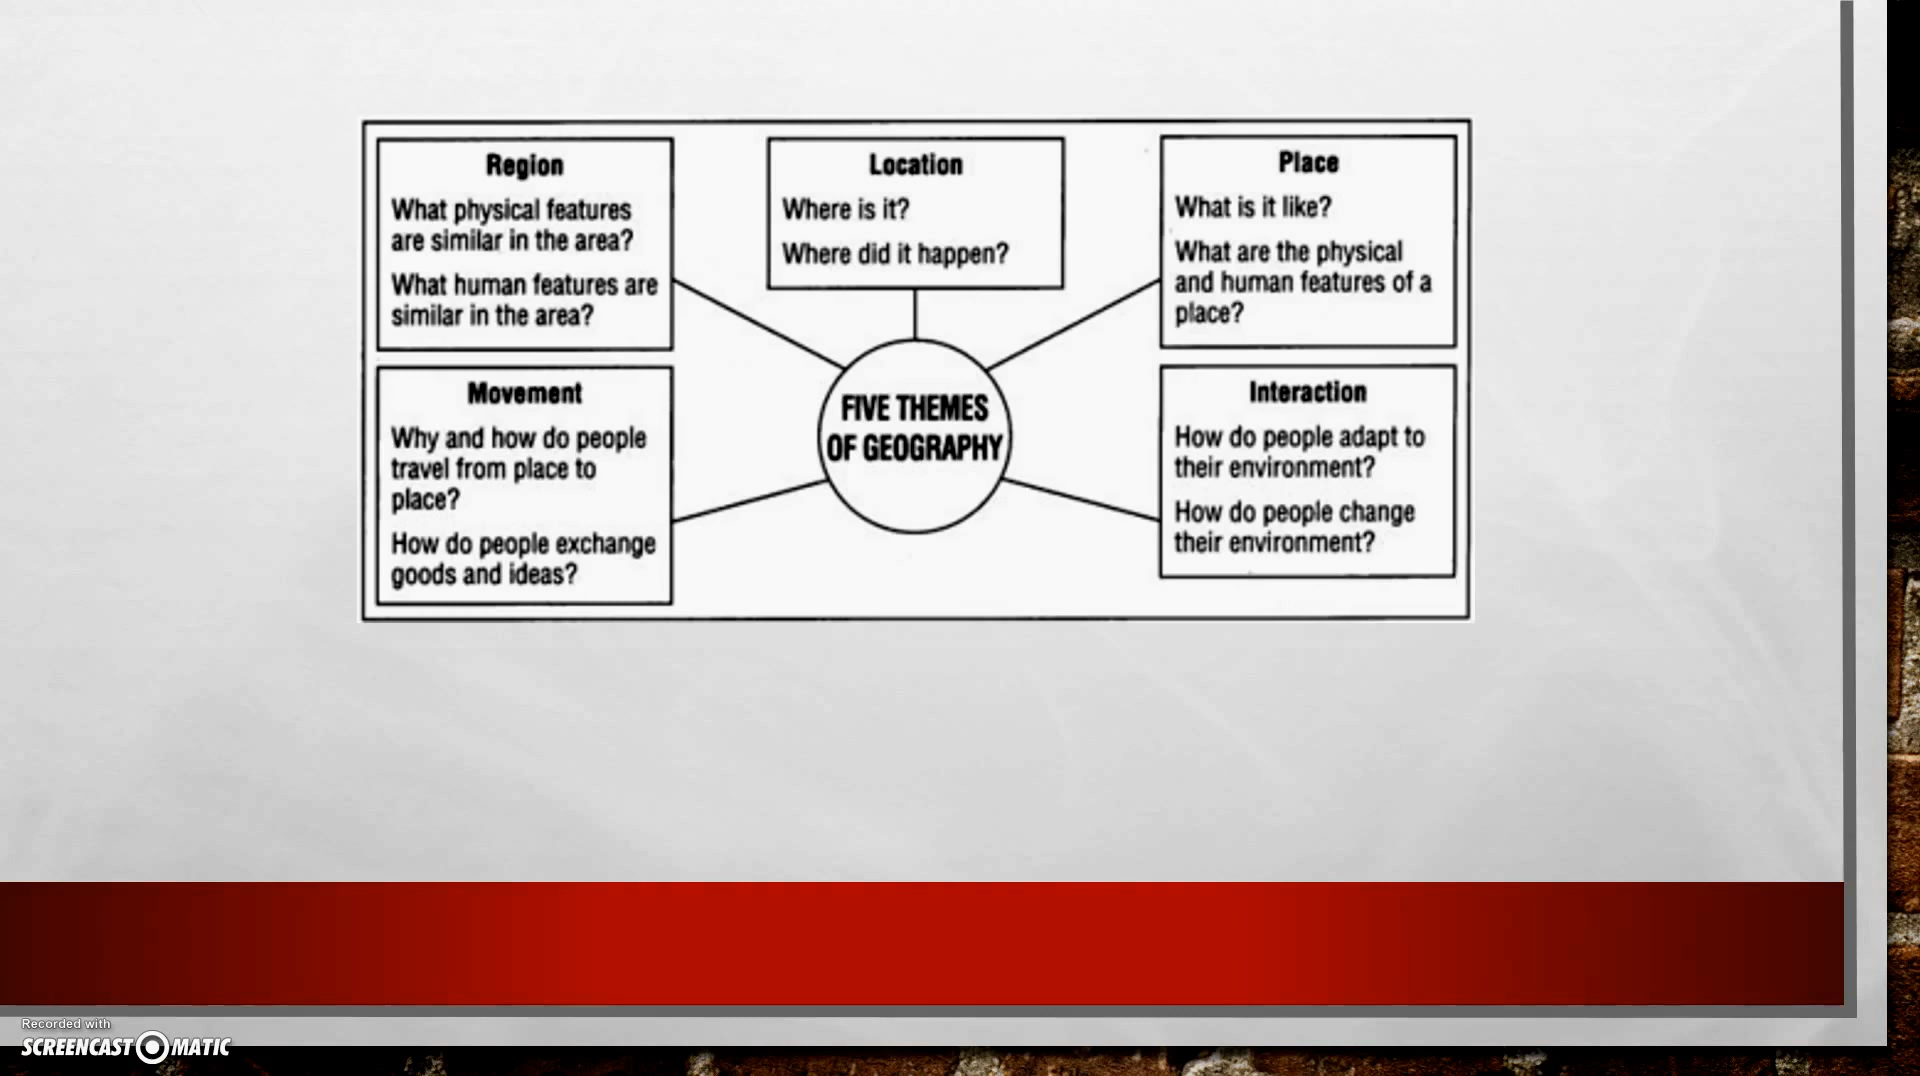 Region
What physical features
are similar in the area?
What human features are
similar in the area?
Location
Where is it?
Where did it happen?
Place
What is it like?
What are the physical
and human features of a
place?
FIVE THEMES
OF GEOGRAPHY
Movement
Why and how do people
travel from place to
place?
How do people exchange
goods and ideas?
Interaction
How do people adapt to
their environment?
How do people change
their environment?
Recorded with
SCREENCAST MATIC